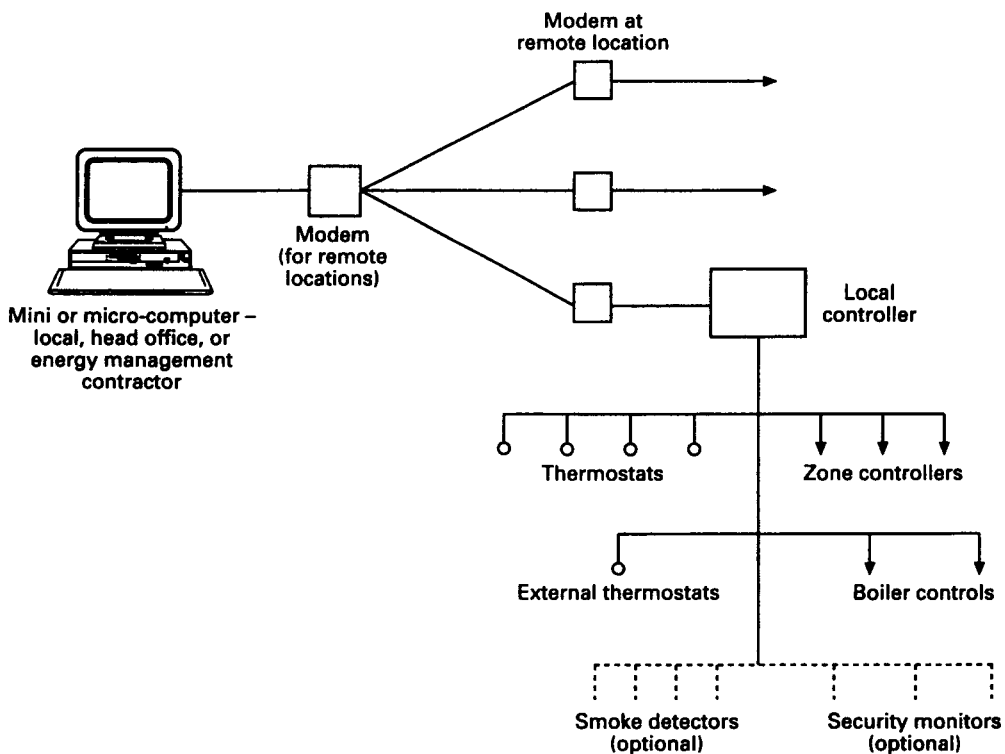 Modem at
remote location
Modem
(for remote
locations)
Mini or micro-computer –
local, head office, or
energy management
contractor
Local
controller
Thermostats
Zone controllers
External thermostats
Boiler controls
Smoke detectors
(optional)
Security monitors
(optional)